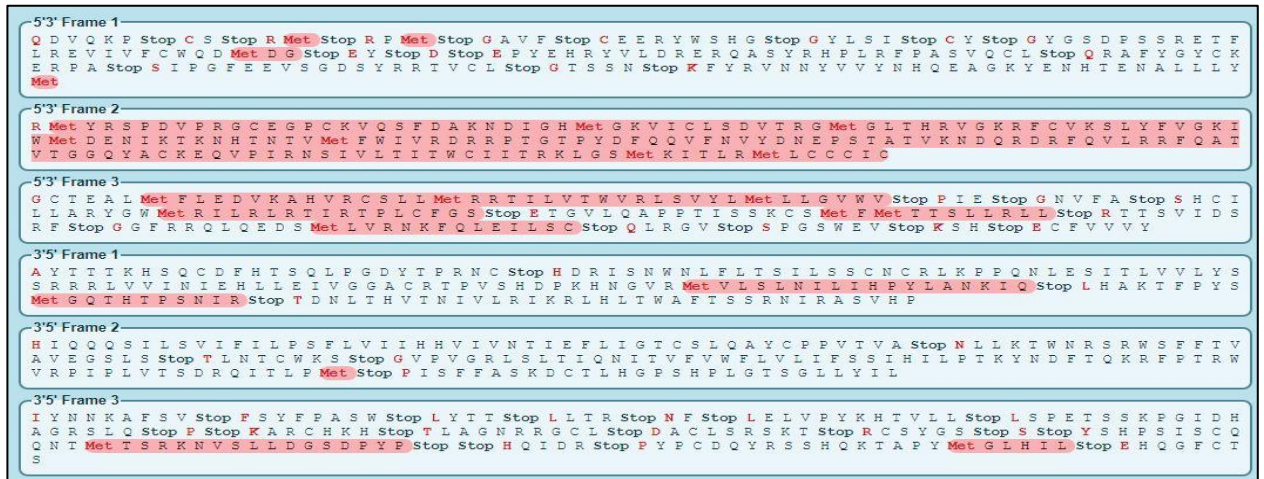 5'3' Frame 1
Q D V Q K P Stop C S Stop R Met Stop R P Met Stop G A V F Stop C E E R Y W S H G Stop G Y L S I Stop C Y Stop G Y G S D P S S R E T F
L R E V I V F C W Q D Met D G Stop E Y Stop D Stop E P Y E H R Y V L D R E R Q A S Y R H P L R F P A S V Q C L Stop Q R A F Y G Y C K
E R P A Stop S I P G F E E V S G D S Y R R T V C L Stop G T S S N Stop K F Y R V N N Y V V Y N H Q E A G K Y E N H T E N A L L L Y
Met
5'3' Frame 2
R Met Y R S P D V P R G C E G P C K V Q S F D A K N D I G H Met G K V I C L S D V T R G Met G L T H R V G K R F C V K S L Y F V G K I
W Met D E N I K T K N H T N T V Met F W I V R D R R P T G T P Y D F Q Q V F N V Y D N E P S T A T V K N D Q R D R F Q V L R R F Q A T
V T G G Q Y A C K E Q V P I R N S I V L T I T W C I I T R K L G S Met K I T L R Met L C C C I C
5'3' Frame 3
G C T E A L Met F L E D V K A H V R C S L L Met R R T I L V T W V R L S V Y L Met L L G V W V Stop P I E Stop G N V F A Stop S H C I
L L A R Y G W Met R I L R L R T I R T P L C F G S Stop E T G V L Q A P P T I S S K C S Met F Met T T S L L R L L Stop R T T S V I D S
R F Stop G G F R R Q L Q E D S Met L V R N K F Q L E I L S C Stop Q L R G V Stop S P G S W E V Stop K S H Stop E C F V V V Y
3'5' Frame 1
A Y T T T K H S Q C D F H T S Q L P G D Y T P R N C Stop H D R I S N W N L F L T S I L S S C N C R L K P P Q N L E S I T L V V L Y S
S R R R L V V I N I E H L L E I V G G A C R T P V S H D P K H N G V R Met V L S L N I L I H P Y L A N K I Q Stop L H A K T F P Y S
Met G Q T H T P S N I R Stop T D N L T H V T N I V L R I K R L H L T W A F T S S R N I R A S V H P
3'5' Frame 2
H I Q Q Q S I L S V I F I L P S F L V I I H H V I V N T I E F L I G T C S L Q A Y C P P V T V A Stop N L L K T W N R S R W S F F T V
A V E G S L S Stop T L N T C W K S Stop G V P V G R L S L T I Q N I T V F V W F L V L I F S S I H I L P T K Y N D F T Q K R F P T R W
V R P I P L V T S D R Q I T L P Met Stop P I S F F A S K D C T L H G P S H P L G T S G L L Y I L
3'5' Frame 3
I Y N N K A F S V Stop F S Y F P A S W Stop L Y T T Stop L L T R Stop N F Stop L E L V P Y K H T V L L Stop L S P E T S S K P G I D H
A G R S L Q Stop P Stop K A R C H K H Stop T L A G N R R G C L Stop D A C L S R S K T Stop R C S Y G S Stop S Stop Y S H P S I S C Q
Q N T Met T S R K N V S L L D G S D P Y P Stop Stop H Q I D R Stop P Y P C D Q Y R S S H Q K T A P Y Met G L H I L Stop E H Q G F C T
S